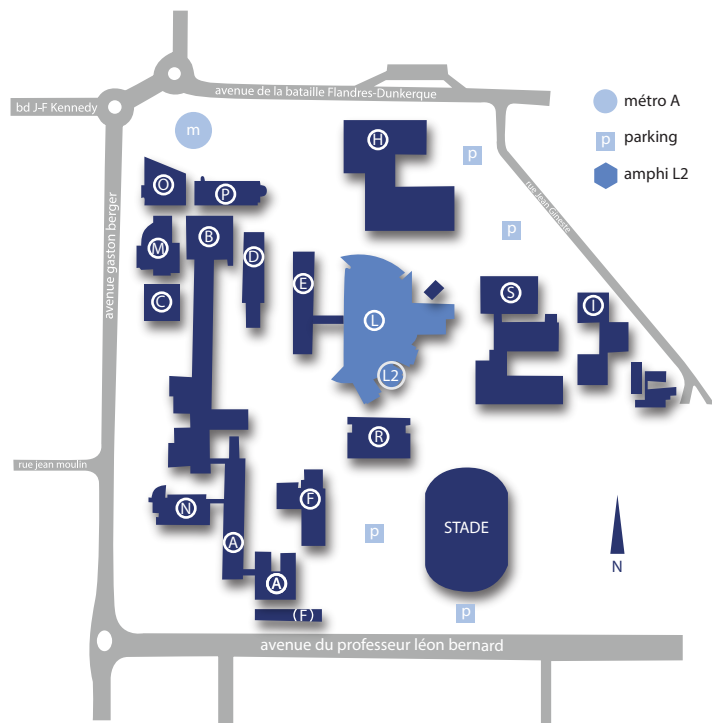 avenue de la bataille Flandres-Dunkerque
bd J-F Kennedy
métro A
m
p
parking
H
p
amphi L2
rue Jean Gineste
O
P
avenue gaston berger
p
B
M
D
E
C
S
I
L
L2
R
rue jean moulin
F
N
STADE
p
A
N
A
(F)
p
avenue du professeur léon bernard
p